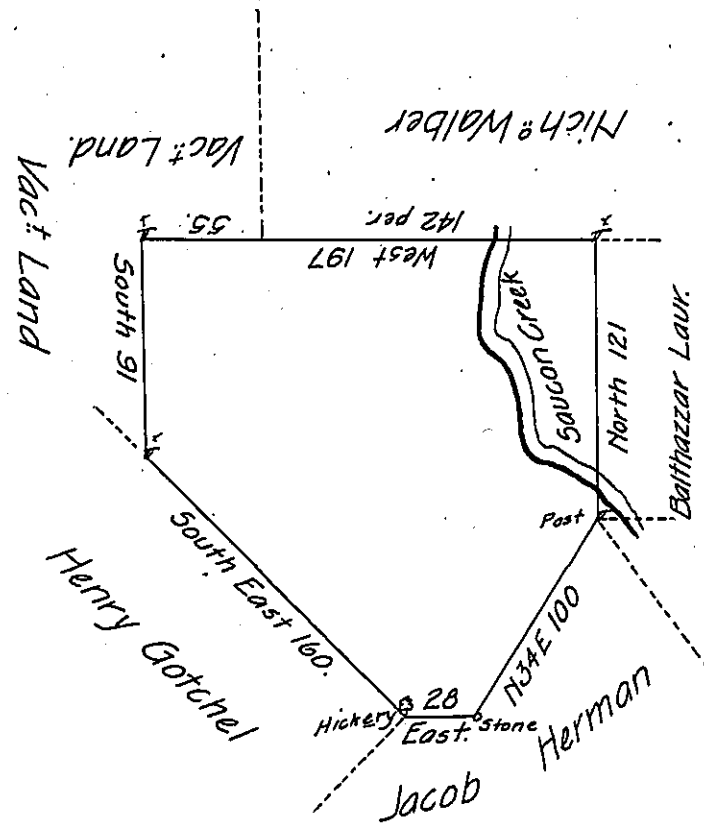 Vac.t Land.
Nich.o Walber
Vac.t Land
55.
142 per.
West 197
South 91
Saucon Creek
North 121
Balthazzar Laur.
Post
South East 160.
Henry Gotchel
N34E 100
Hickery
28
East.
Stone
Jacob Herman